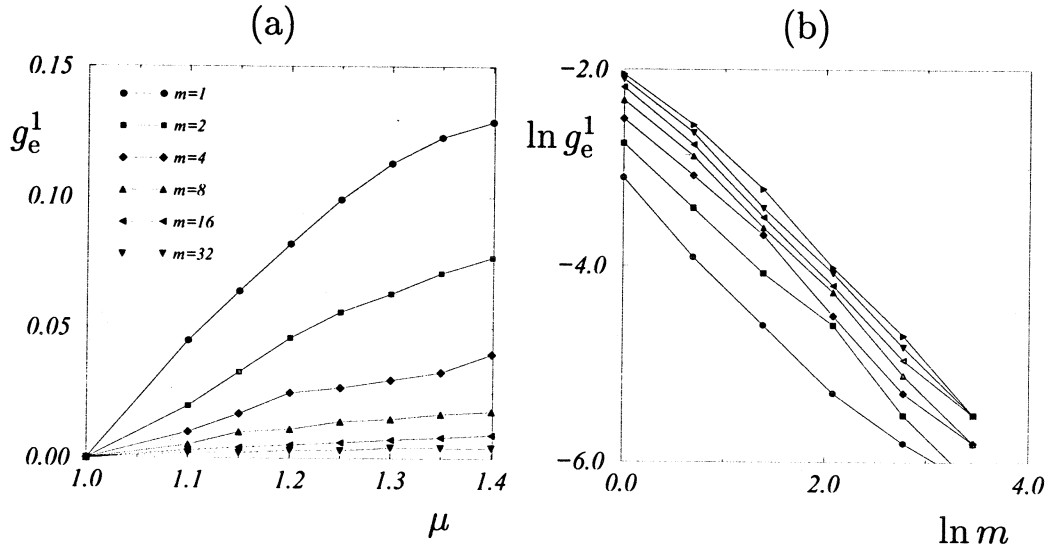 (a)
0.15
g_e^1
0.10
0.05
0.00
m=1
m=2
m=4
m=8
m=16
m=32
1.0 1.1 1.2 1.3 1.4
μ
(b)
−2.0
ln g_e^1
−4.0
−6.0
0.0 2.0 4.0
ln m